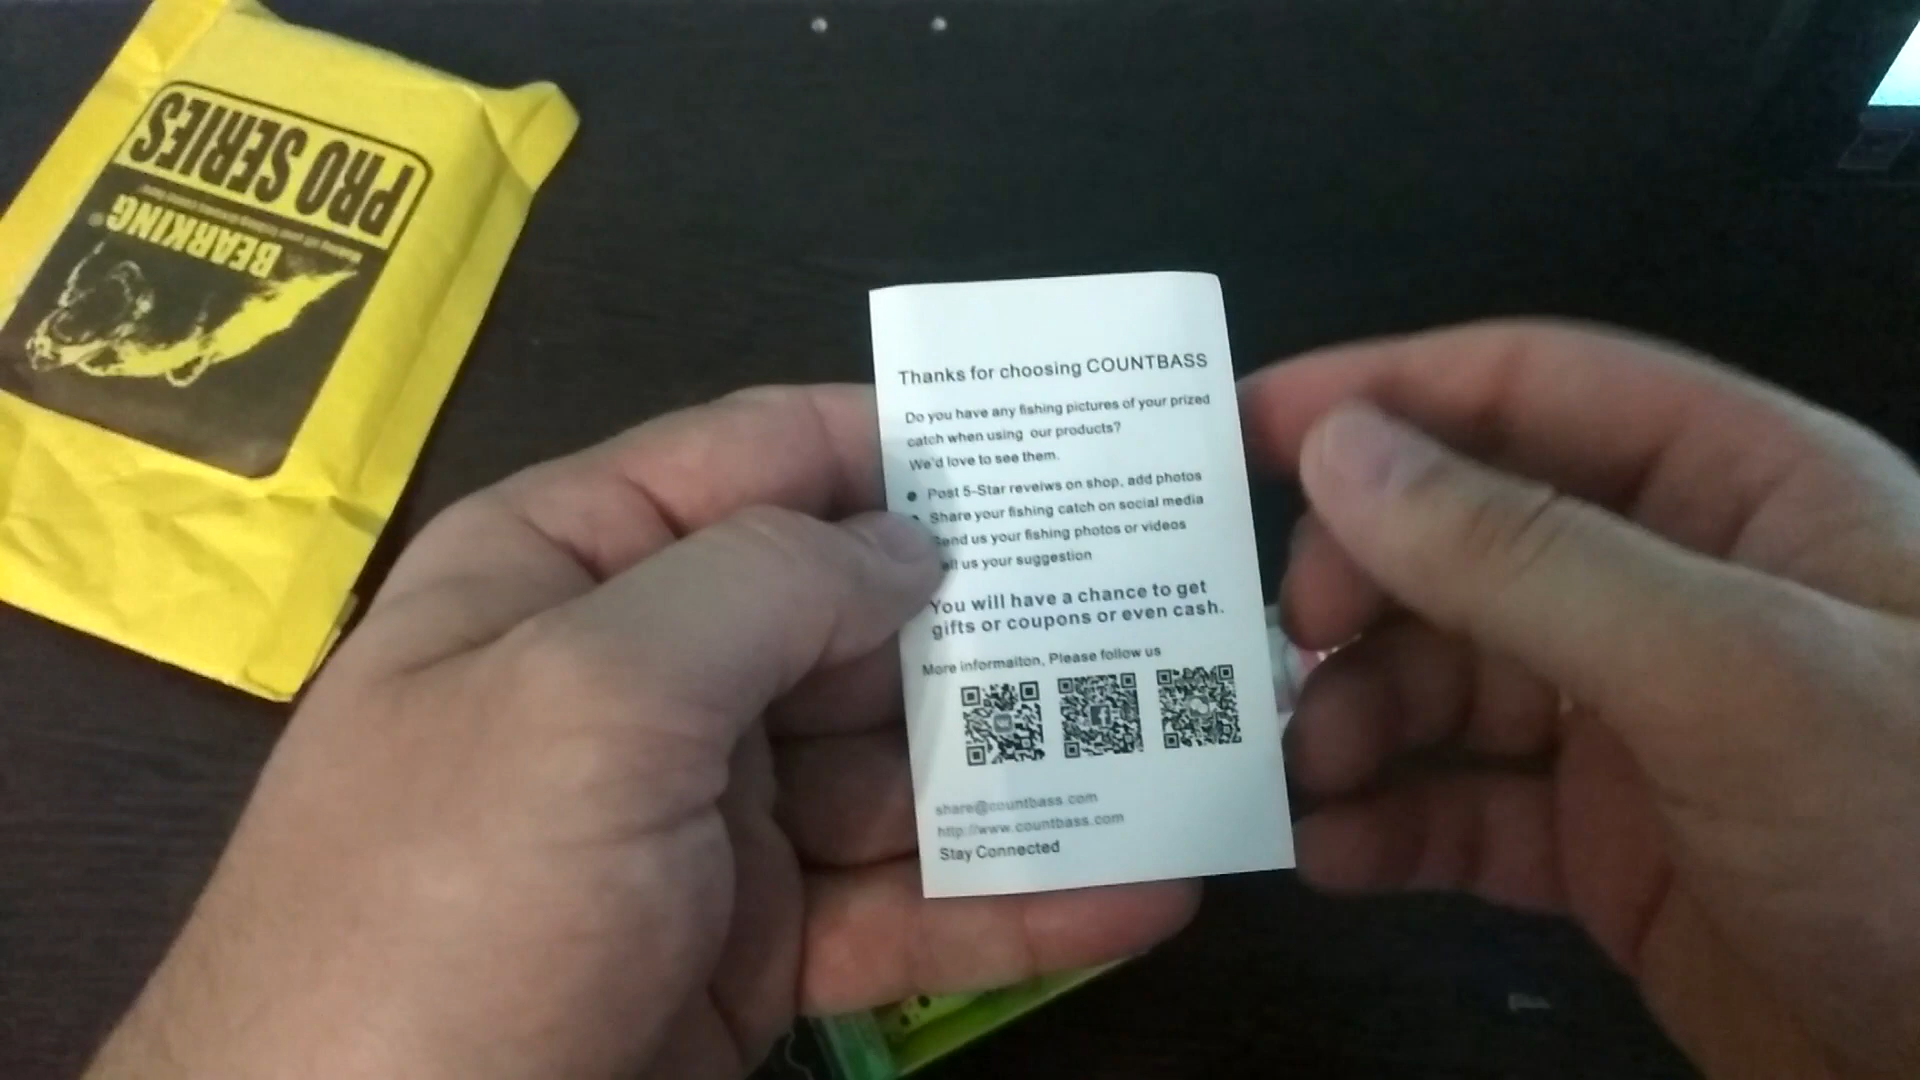 PRO SERIES
BEARKING®
Thanks for choosing COUNTBASS
Do you have any fishing pictures of your prized
catch when using our products?
We'd love to see them.
Post 5-Star reveiws on shop, add photos
Share your fishing catch on social media
end us your fishing photos or videos
ell us your suggestion
You will have a chance to get
gifts or coupons or even cash.
More informaiton, Please follow us
share@countbass.com
http://www.countbass.com
Stay Connected